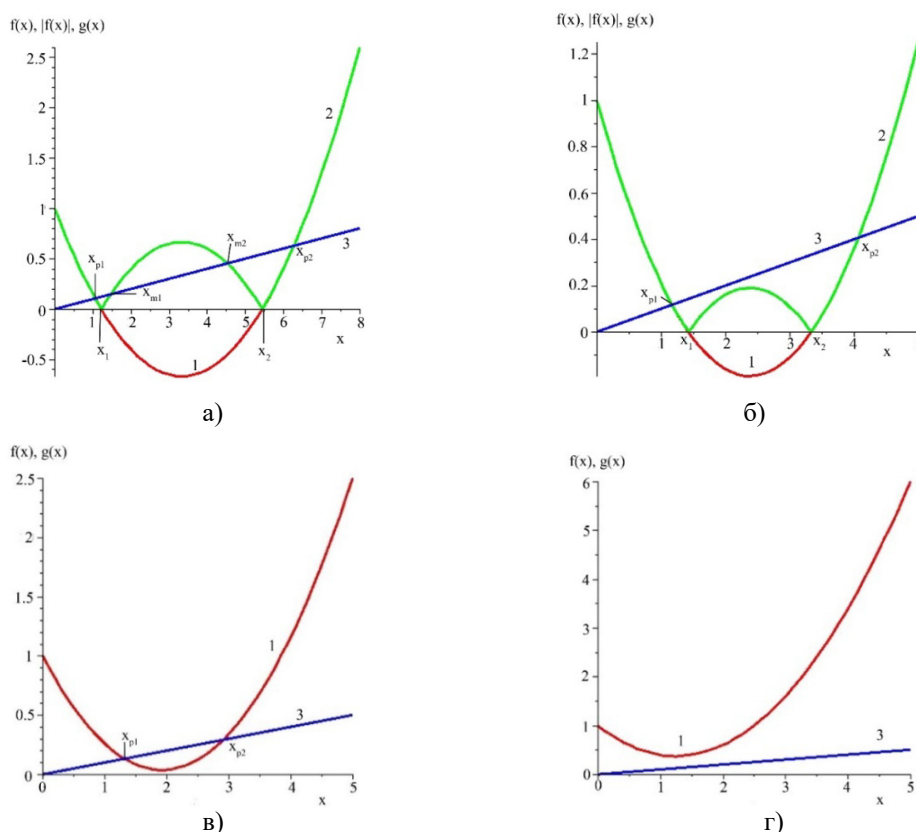 f(x), |f(x)|, g(x)
2.5
2
1.5
1
0.5
0
-0.5
1 2 3 4 5 6 7 8
x
x_p1
x_m1
x_m2
x_p2
x_1
x_2
1
2
3
а)
f(x), |f(x)|, g(x)
1.2
1
0.8
0.6
0.4
0.2
0
1 2 3 4
x
x_p1
x_p2
x_1
x_2
1
2
3
б)
f(x), g(x)
2.5
2
1.5
1
0.5
0
0 1 2 3 4 5
x
x_p1
x_p2
1
3
в)
f(x), g(x)
6
5
4
3
2
1
0
0 1 2 3 4 5
x
1
3
г)